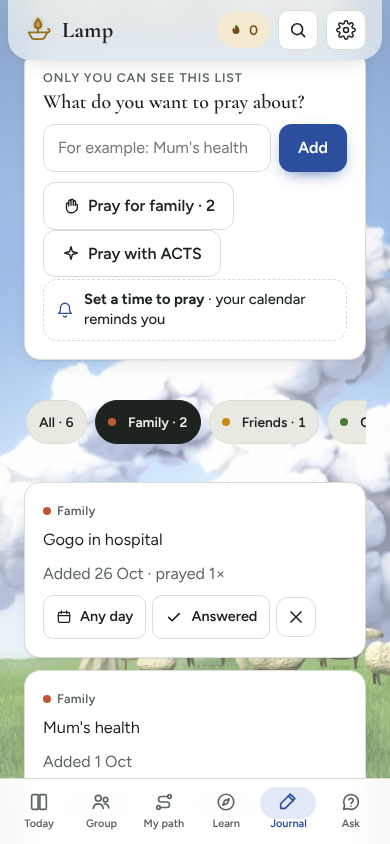 Lamp
0
ONLY YOU CAN SEE THIS LIST
What do you want to pray about?
For example: Mum's health
Add
Pray for family · 2
Pray with ACTS
Set a time to pray · your calendar
reminds you
All · 6
Family · 2
Friends · 1
Family
Gogo in hospital
Added 26 Oct · prayed 1×
Any day
Answered
Family
Mum's health
Added 1 Oct
Today
Group
My path
Learn
Journal
Ask